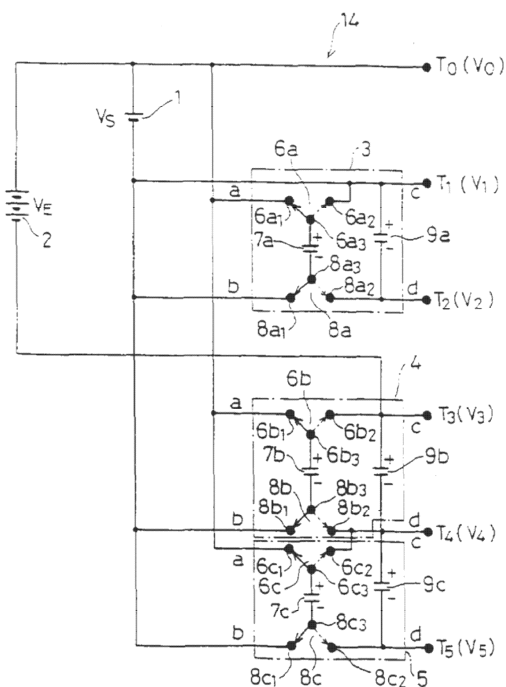 14
T0 (V0)
1
VS
6a
3
T1 (V1)
a
c
6a1
6a2
VE
+
6a3
+
9a
2
7a
-
-
8a3
b
8a2
d
T2 (V2)
8a1
8a
4
6b
a
T3 (V3)
c
6b1
6b2
+
6b3
+
9b
7b
-
-
8b
8b3
8b1
8b2
d
b
T4 (V4)
c
a
6c1
6c2
+
6c
6c3
+
9c
7c
-
-
8c3
b
d
T5 (V5)
8c1
8c
8c2
5